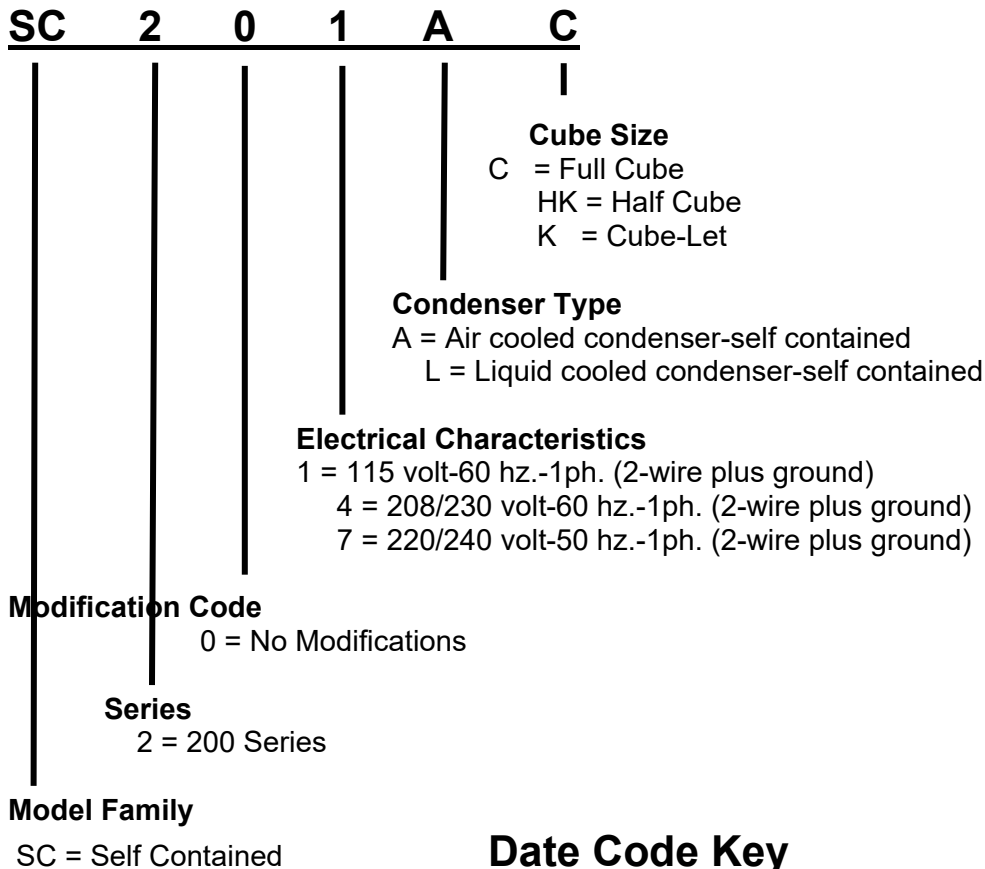 SC 2 0 1 A C
Cube Size
C = Full Cube
HK = Half Cube
K = Cube-Let
Condenser Type
A = Air cooled condenser-self contained
L = Liquid cooled condenser-self contained
Electrical Characteristics
1 = 115 volt-60 hz.-1ph. (2-wire plus ground)
4 = 208/230 volt-60 hz.-1ph. (2-wire plus ground)
7 = 220/240 volt-50 hz.-1ph. (2-wire plus ground)
Modification Code
0 = No Modifications
Series
2 = 200 Series
Model Family
SC = Self Contained
Date Code Key